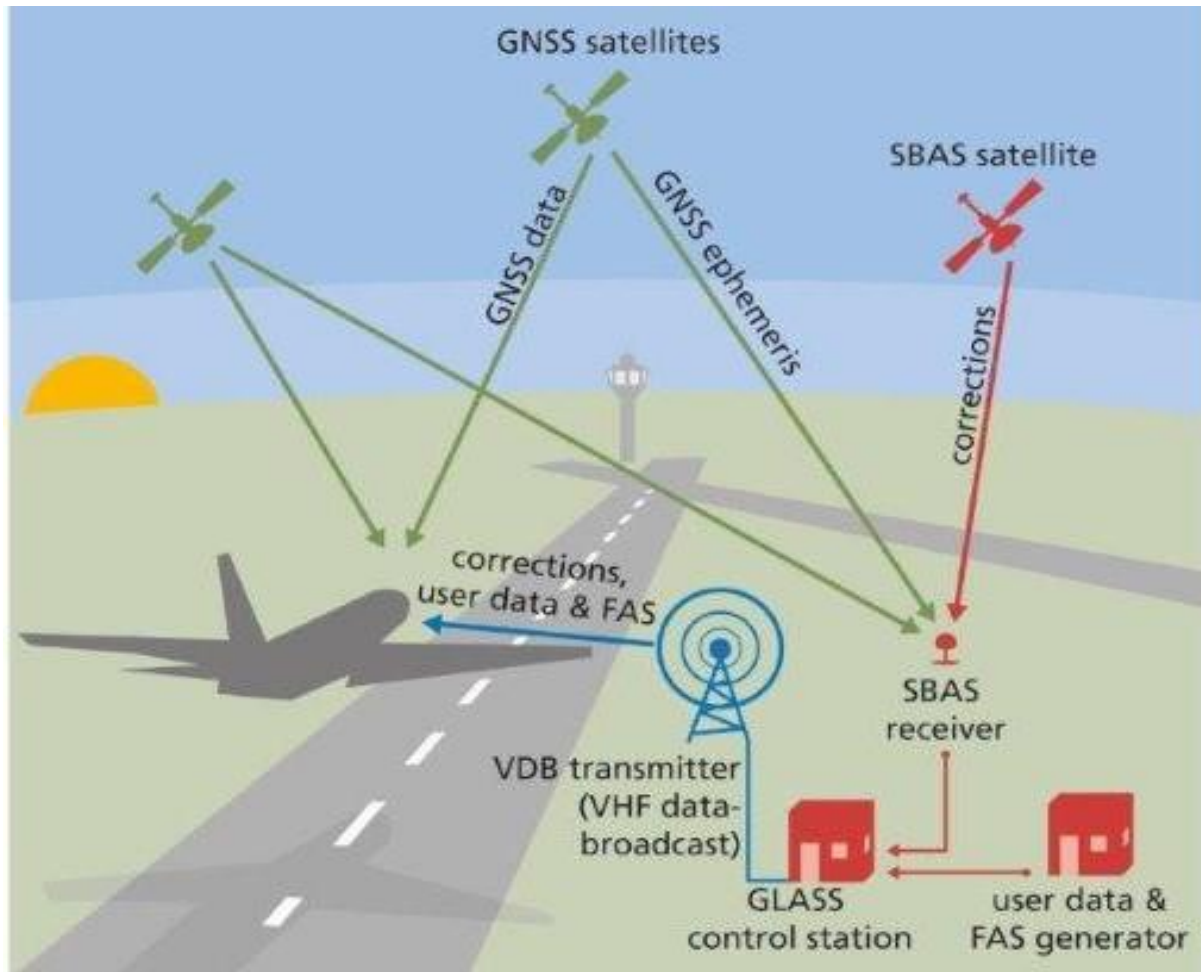 GNSS satellites
SBAS satellite
GNSS data
GNSS ephemeris
corrections
corrections,
user data & FAS
SBAS
receiver
VDB transmitter
(VHF data-
broadcast)
GLASS
control station
user data &
FAS generator